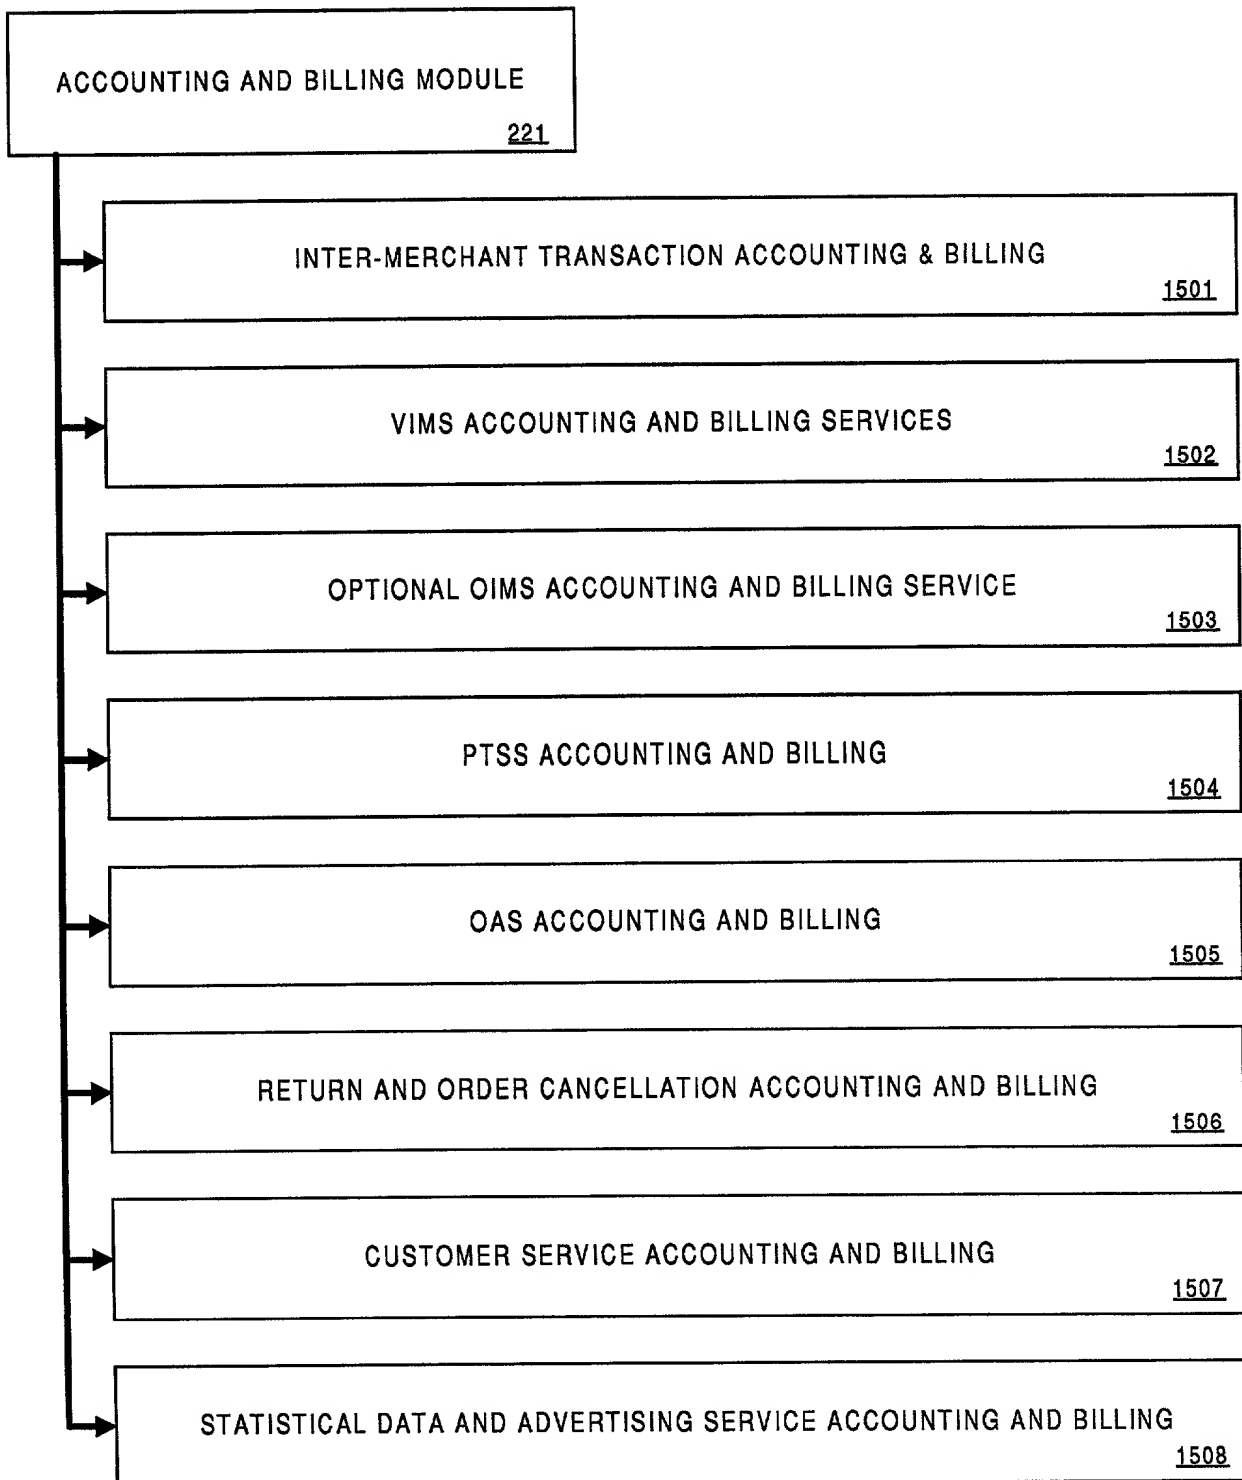 ACCOUNTING AND BILLING MODULE
221
INTER-MERCHANT TRANSACTION ACCOUNTING & BILLING
1501
VIMS ACCOUNTING AND BILLING SERVICES
1502
OPTIONAL OIMS ACCOUNTING AND BILLING SERVICE
1503
PTSS ACCOUNTING AND BILLING
1504
OAS ACCOUNTING AND BILLING
1505
RETURN AND ORDER CANCELLATION ACCOUNTING AND BILLING
1506
CUSTOMER SERVICE ACCOUNTING AND BILLING
1507
STATISTICAL DATA AND ADVERTISING SERVICE ACCOUNTING AND BILLING
1508